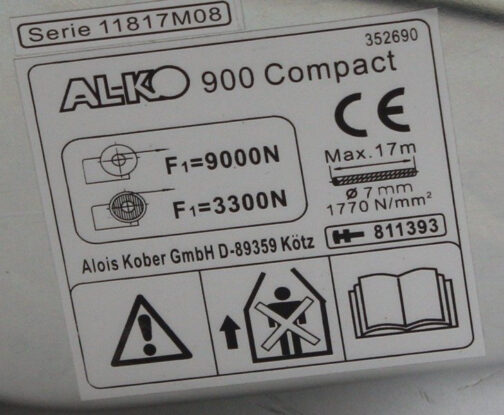 Serie 11817M08
352690
AL-KO 900 Compact
CE
F1=9000N
Max.17m
F1=3300N
Ø 7 mm
1770 N/mm²
811393
Alois Kober GmbH D-89359 Kötz